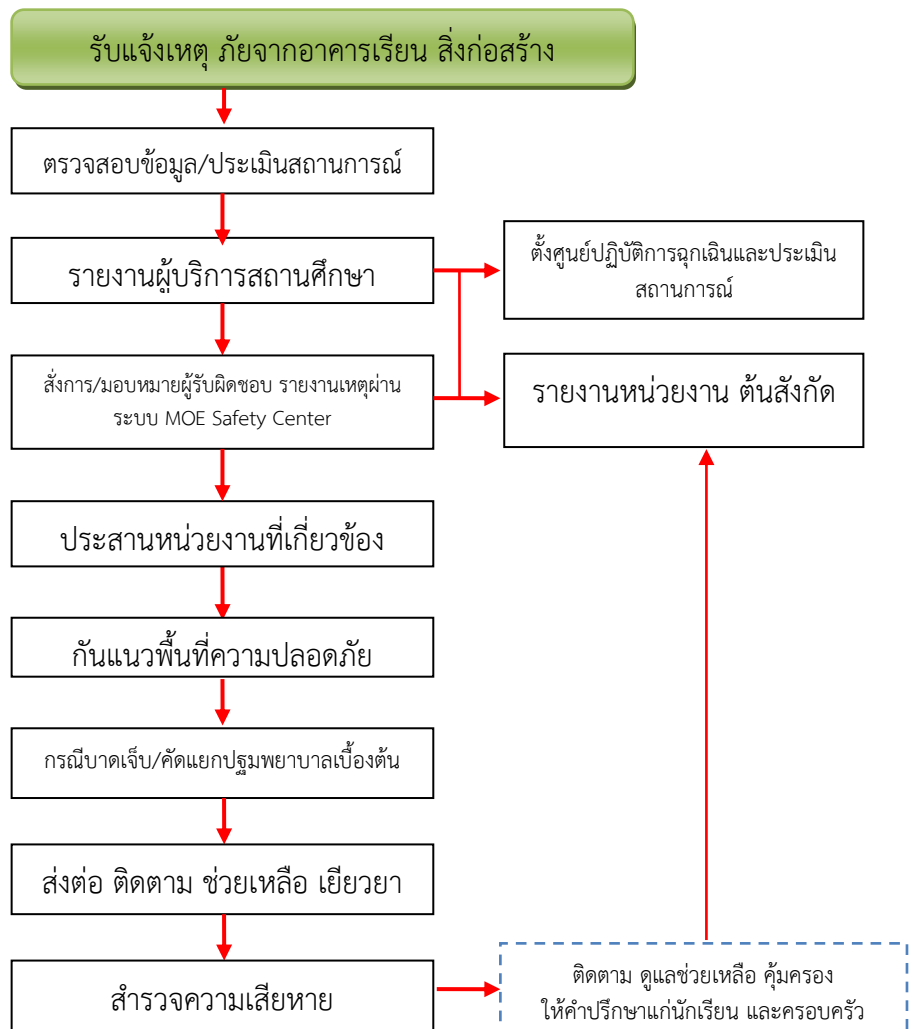 รับแจ้งเหตุ ภัยจากอาคารเรียน สิ่งก่อสร้าง
ตรวจสอบข้อมูล/ประเมินสถานการณ์
รายงานผู้บริการสถานศึกษา
ตั้งศูนย์ปฏิบัติการฉุกเฉินและประเมิน
สถานการณ์
สั่งการ/มอบหมายผู้รับผิดชอบ รายงานเหตุผ่าน
ระบบ MOE Safety Center
รายงานหน่วยงาน ต้นสังกัด
ประสานหน่วยงานที่เกี่ยวข้อง
กันแนวพื้นที่ความปลอดภัย
กรณีบาดเจ็บ/คัดแยกปฐมพยาบาลเบื้องต้น
ส่งต่อ ติดตาม ช่วยเหลือ เยียวยา
สำรวจความเสียหาย
ติดตาม ดูแลช่วยเหลือ คุ้มครอง
ให้คำปรึกษาแก่นักเรียน และครอบครัว